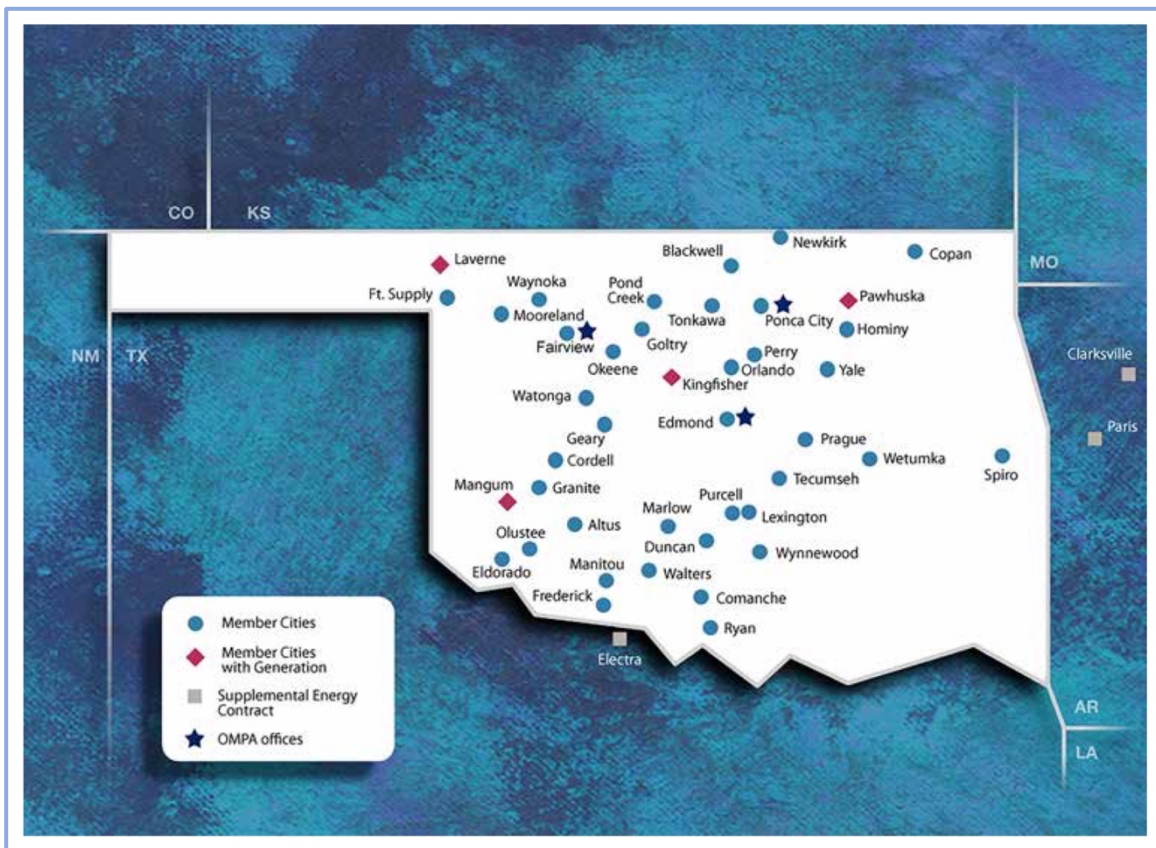 CO
KS
Newkirk
Blackwell
Copan
Laverne
MO
Waynoka
Ft. Supply
Pond
Creek
Pawhuska
Mooreland
Tonkawa
Ponca City
Hominy
Fairview
Goltry
NM
TX
Perry
Clarksville
Okeene
Orlando
Yale
Kingfisher
Watonga
Edmond
Paris
Geary
Prague
Cordell
Wetumka
Spiro
Mangum
Granite
Tecumseh
Purcell
Marlow
Lexington
Altus
Olustee
Duncan
Wynnewood
Eldorado
Manitou
Walters
Frederick
Comanche
Ryan
Electra
Member Cities
Member Cities
with Generation
Supplemental Energy
Contract
OMPA offices
AR
LA